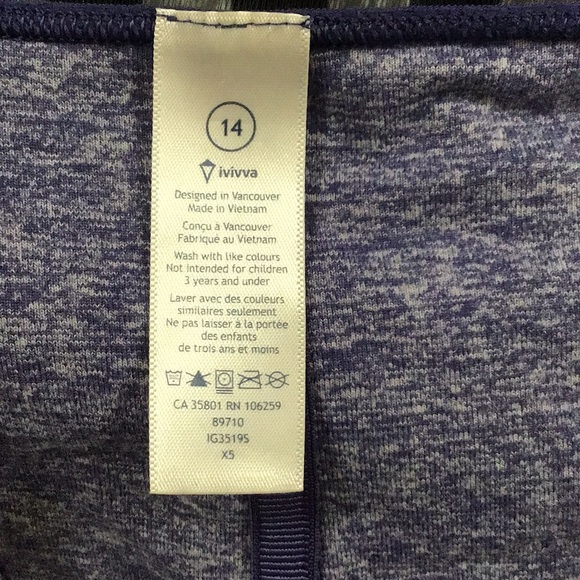 14
ivivva
Designed in Vancouver
Made in Vietnam
Conçu à Vancouver
Fabriqué au Vietnam
Wash with like colours
Not intended for children
3 years and under
Laver avec des couleurs
similaires seulement
Ne pas laisser à la portée
des enfants
de trois ans et moins
CA 35801 RN 106259
89710
IG3519S
X5